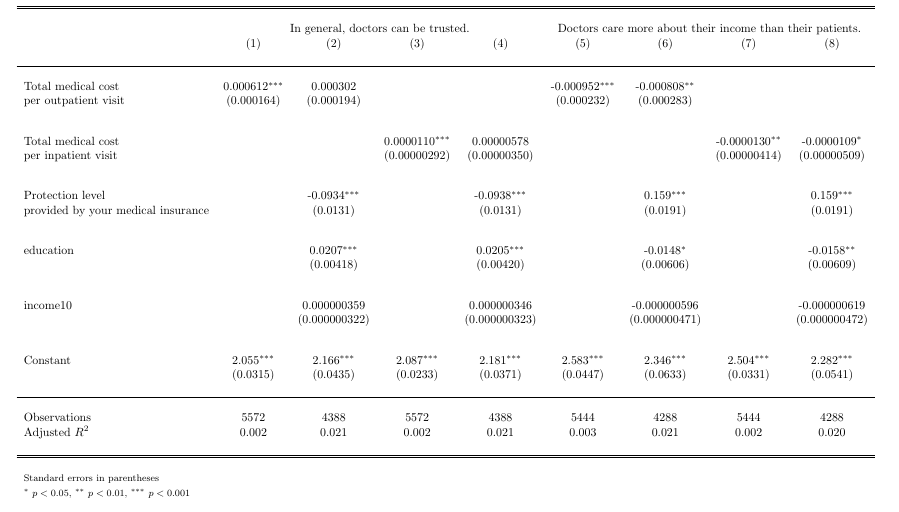 In general, doctors can be trusted. Doctors care more about their income than their patients.
(1) (2) (3) (4) (5) (6) (7) (8)
Total medical cost 0.000612*** 0.000302 -0.000952*** -0.000808**
per outpatient visit (0.000164) (0.000194) (0.000232) (0.000283)
Total medical cost 0.0000110*** 0.00000578 -0.0000130** -0.0000109*
per inpatient visit (0.00000292) (0.00000350) (0.00000414) (0.00000509)
Protection level -0.0934*** -0.0938*** 0.159*** 0.159***
provided by your medical insurance (0.0131) (0.0131) (0.0191) (0.0191)
education 0.0207*** 0.0205*** -0.0148* -0.0158**
(0.00418) (0.00420) (0.00606) (0.00609)
income10 0.000000359 0.000000346 -0.000000596 -0.000000619
(0.000000322) (0.000000323) (0.000000471) (0.000000472)
Constant 2.055*** 2.166*** 2.087*** 2.181*** 2.583*** 2.346*** 2.504*** 2.282***
(0.0315) (0.0435) (0.0233) (0.0371) (0.0447) (0.0633) (0.0331) (0.0541)
Observations 5572 4388 5572 4388 5444 4288 5444 4288
Adjusted R² 0.002 0.021 0.002 0.021 0.003 0.021 0.002 0.020
Standard errors in parentheses
* p < 0.05, ** p < 0.01, *** p < 0.001